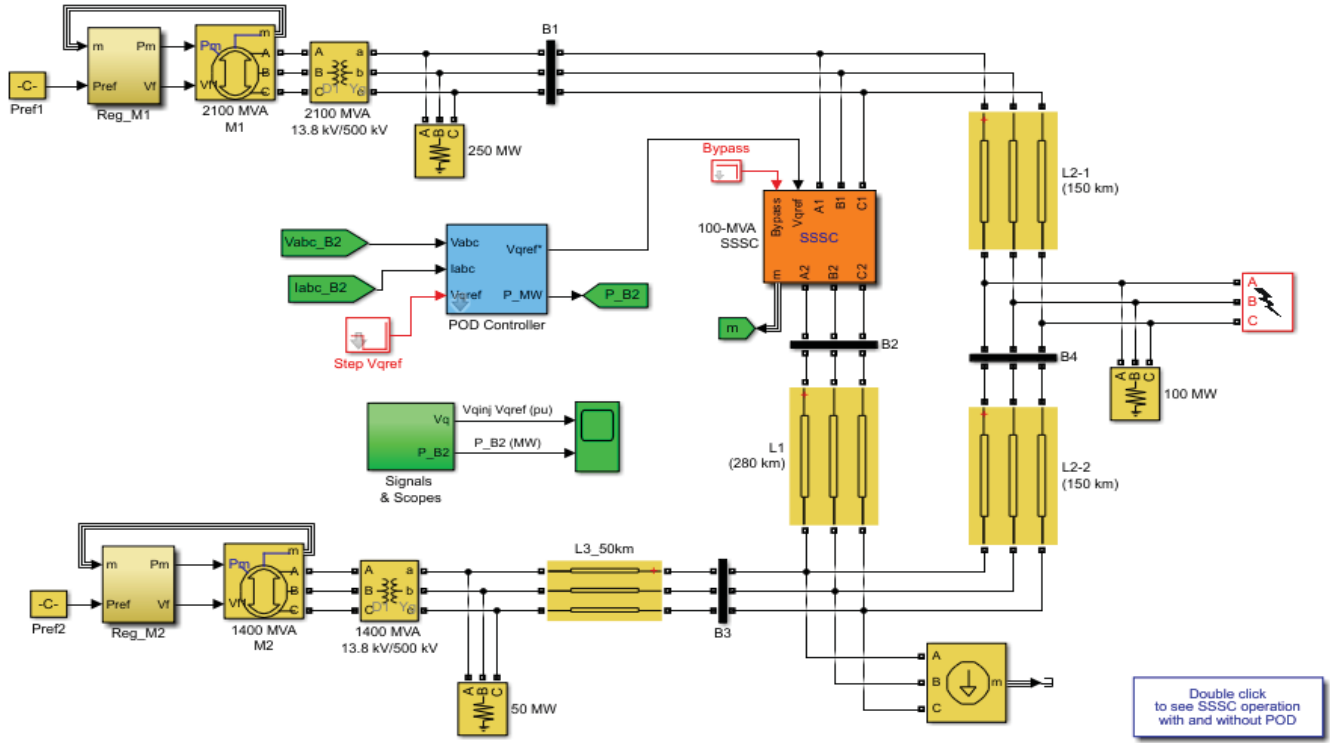 B1
m
Pm
Pref
Vf
-C-
Pref1
Reg_M1
Pm
m
A
B
C
2100 MVA
M1
A
B
C
a
b
c
D1 Yg
2100 MVA
13.8 kV/500 kV
A
B
C
250 MW
Bypass
Bypass
Vqref
A1
B1
C1
100-MVA
SSSC
SSSC
m
A2
B2
C2
L2-1
(150 km)
Vabc_B2
Iabc_B2
Vabc
Iabc
Vqref
Vqref*
P_MW
P_B2
POD Controller
Step Vqref
m
B2
A
B
C
B4
A
B
C
100 MW
Vq
P_B2
Vqinj Vqref (pu)
P_B2 (MW)
Signals
& Scopes
L1
(280 km)
L2-2
(150 km)
m
Pm
Pref
Vf
-C-
Pref2
Reg_M2
Pm
m
A
B
C
1400 MVA
M2
A
B
C
a
b
c
D1 Yg
1400 MVA
13.8 kV/500 kV
L3_50km
B3
A
B
C
50 MW
A
B
C
m
Double click
to see SSSC operation
with and without POD